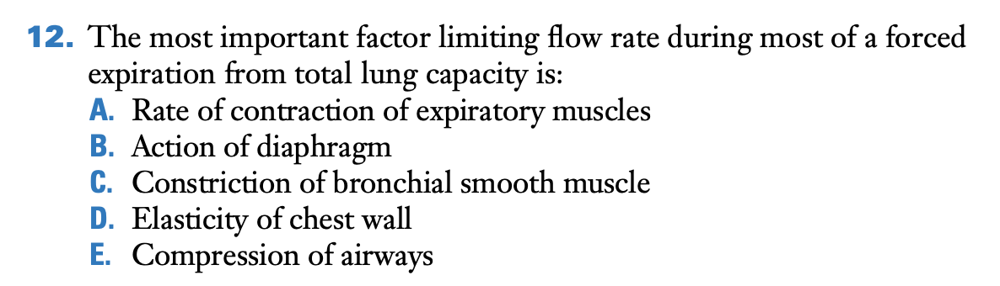 12. The most important factor limiting flow rate during most of a forced
expiration from total lung capacity is:
A. Rate of contraction of expiratory muscles
B. Action of diaphragm
C. Constriction of bronchial smooth muscle
D. Elasticity of chest wall
E. Compression of airways